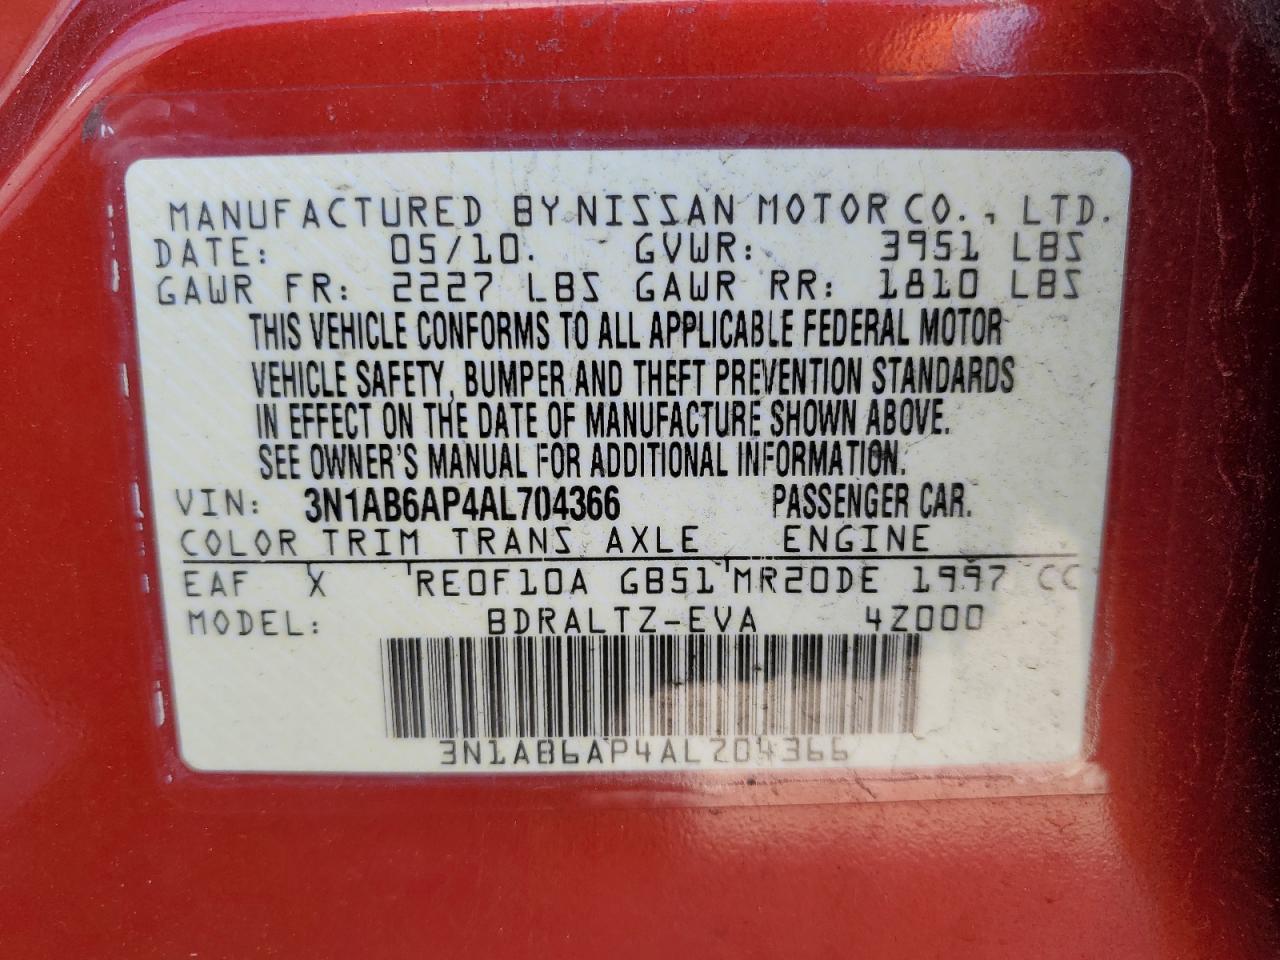 MANUFACTURED BY NISSAN MOTOR CO., LTD.
DATE: 05/10. GVWR: 3951 LBS
GAWR FR: 2227 LBS GAWR RR: 1810 LBS
THIS VEHICLE CONFORMS TO ALL APPLICABLE FEDERAL MOTOR
VEHICLE SAFETY, BUMPER AND THEFT PREVENTION STANDARDS
IN EFFECT ON THE DATE OF MANUFACTURE SHOWN ABOVE.
SEE OWNER'S MANUAL FOR ADDITIONAL INFORMATION.
VIN: 3N1AB6AP4AL704366 PASSENGER CAR.
COLOR TRIM TRANS AXLE ENGINE
EAF X RE0F10A GB51 MR20DE 1997 CC
MODEL: BDRALTZ-EVA 4Z000
3N1AB6AP4AL704366